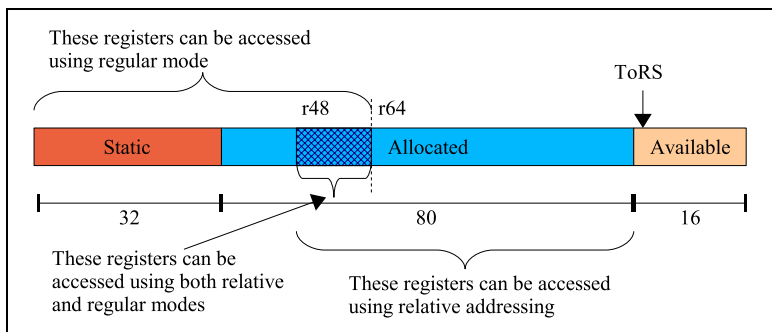 These registers can be accessed
using regular mode
ToRS
r48
r64
Static
Allocated
Available
32
80
16
These registers can be
accessed using both relative
and regular modes
These registers can be accessed
using relative addressing